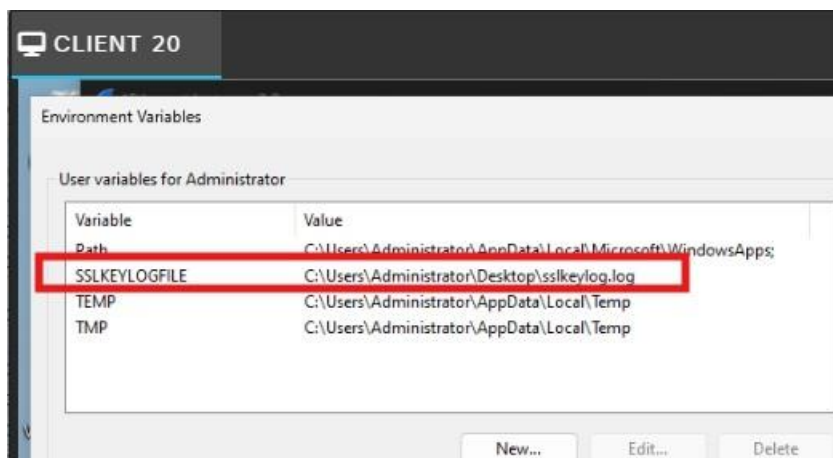 CLIENT 20
Environment Variables
User variables for Administrator
Variable Value
Path C:\Users\Administrator\AppData\Local\Microsoft\WindowsApps;
SSLKEYLOGFILE C:\Users\Administrator\Desktop\sslkeylog.log
TEMP C:\Users\Administrator\AppData\Local\Temp
TMP C:\Users\Administrator\AppData\Local\Temp
New... Edit... Delete